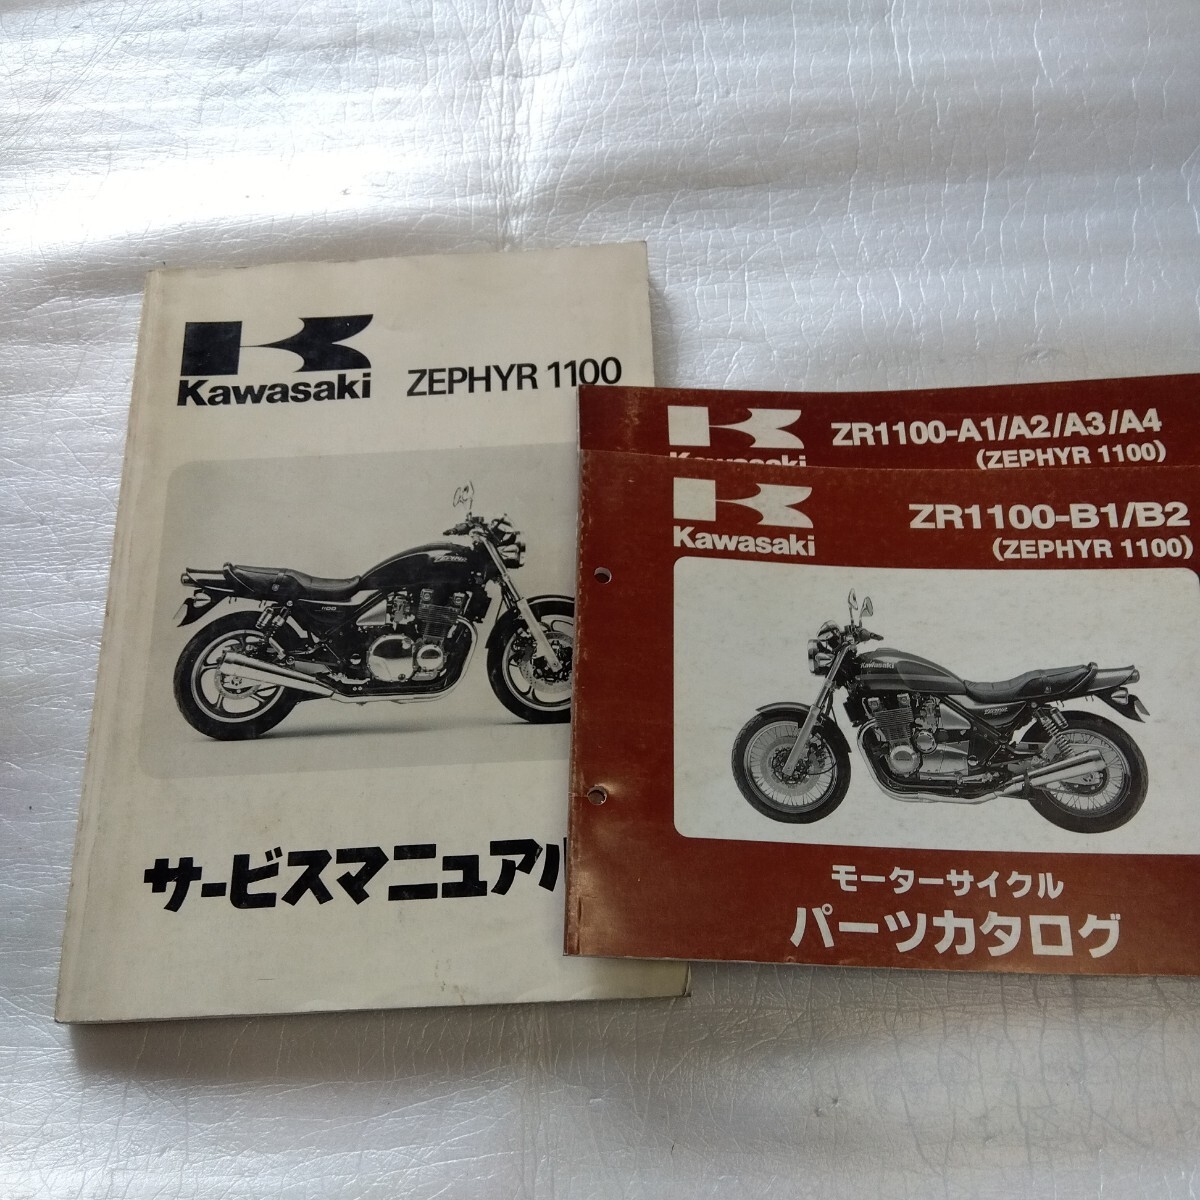 Kawasaki
ZEPHYR 1100
サービスマニュアル
ZR1100-A1/A2/A3/A4
(ZEPHYR 1100)
Kawasaki
Kawasaki
ZR1100-B1/B2
(ZEPHYR 1100)
Kawasaki
モーターサイクル
パーツカタログ